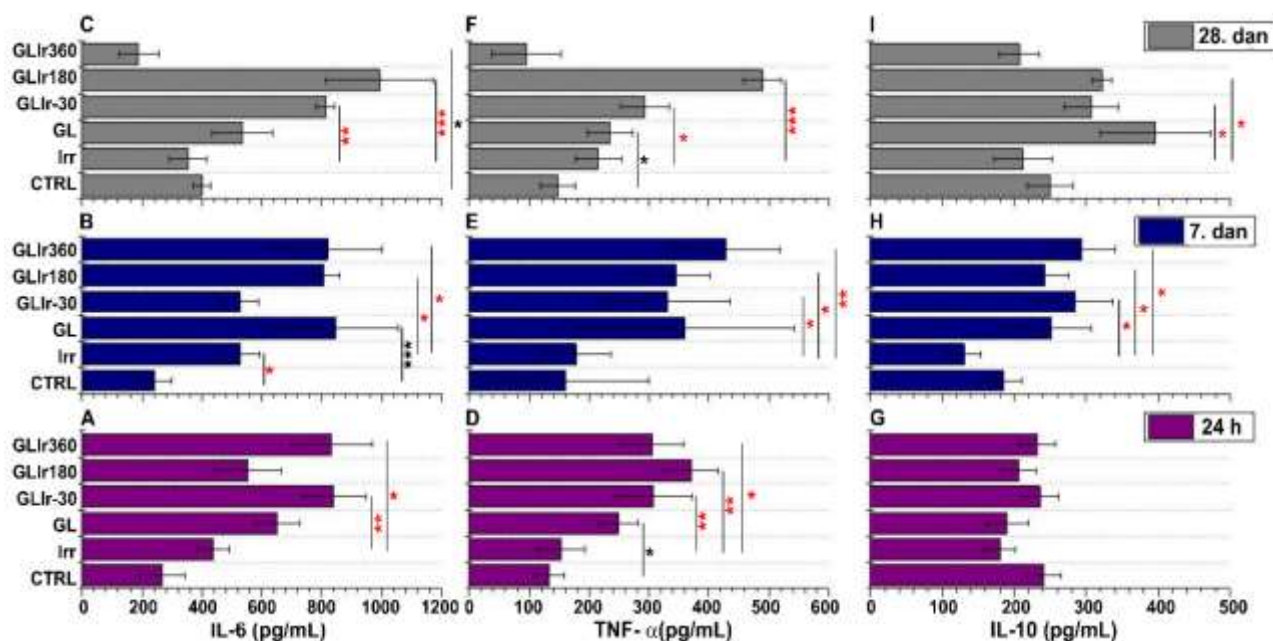 C
F
I
28. dan
GLIr360
GLIr180
GLIr-30
GL
Irr
CTRL
***
*
**
*
*
***
*
*
B
E
H
7. dan
GLIr360
GLIr180
GLIr-30
GL
Irr
CTRL
*
*
***
*
*
*
**
*
*
*
A
D
G
24 h
GLIr360
GLIr180
GLIr-30
GL
Irr
CTRL
*
**
*
**
**
*
0 200 400 600 800 1000 1200
0 100 200 300 400 500 600
0 100 200 300 400 500
IL-6 (pg/mL)
TNF- α(pg/mL)
IL-10 (pg/mL)